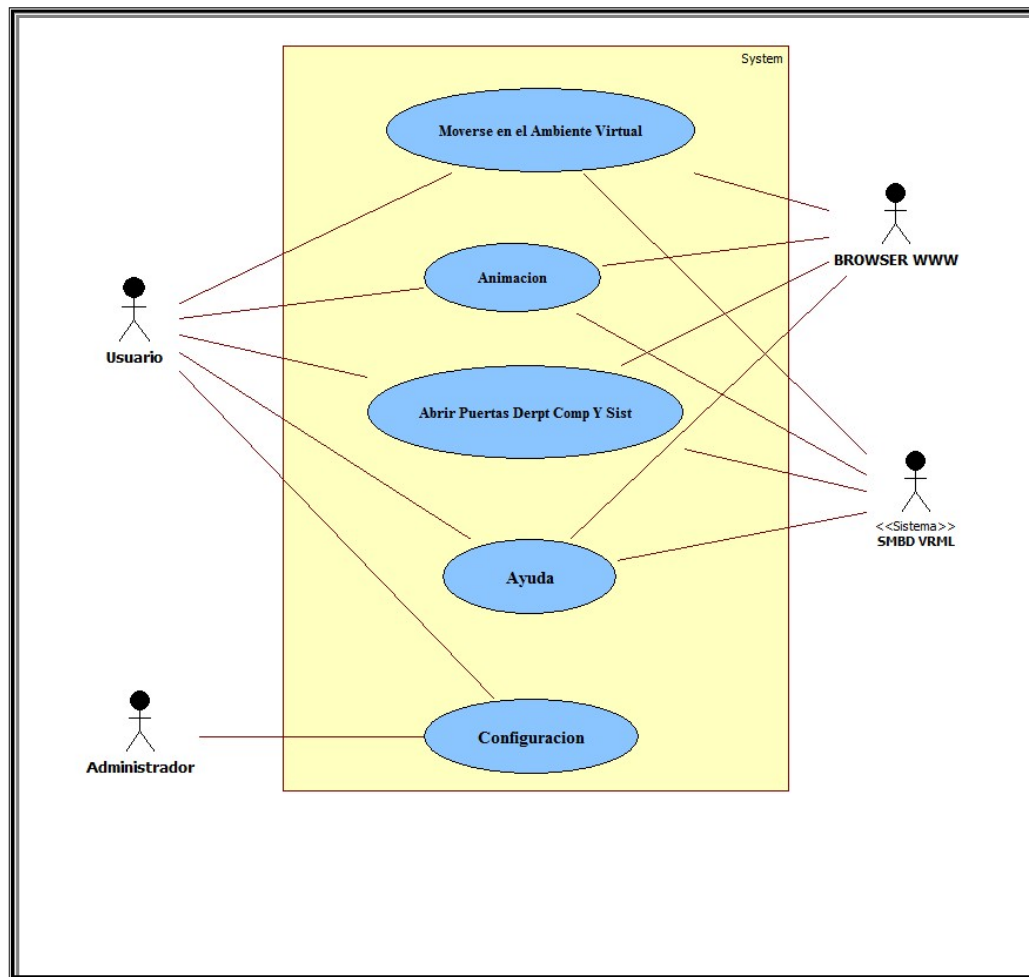 System
Moverse en el Ambiente Virtual
BROWSER WWW
Animacion
Usuario
Abrir Puertas Derpt Comp Y Sist
<<Sistema>>
SMBD VRML
Ayuda
Configuracion
Administrador